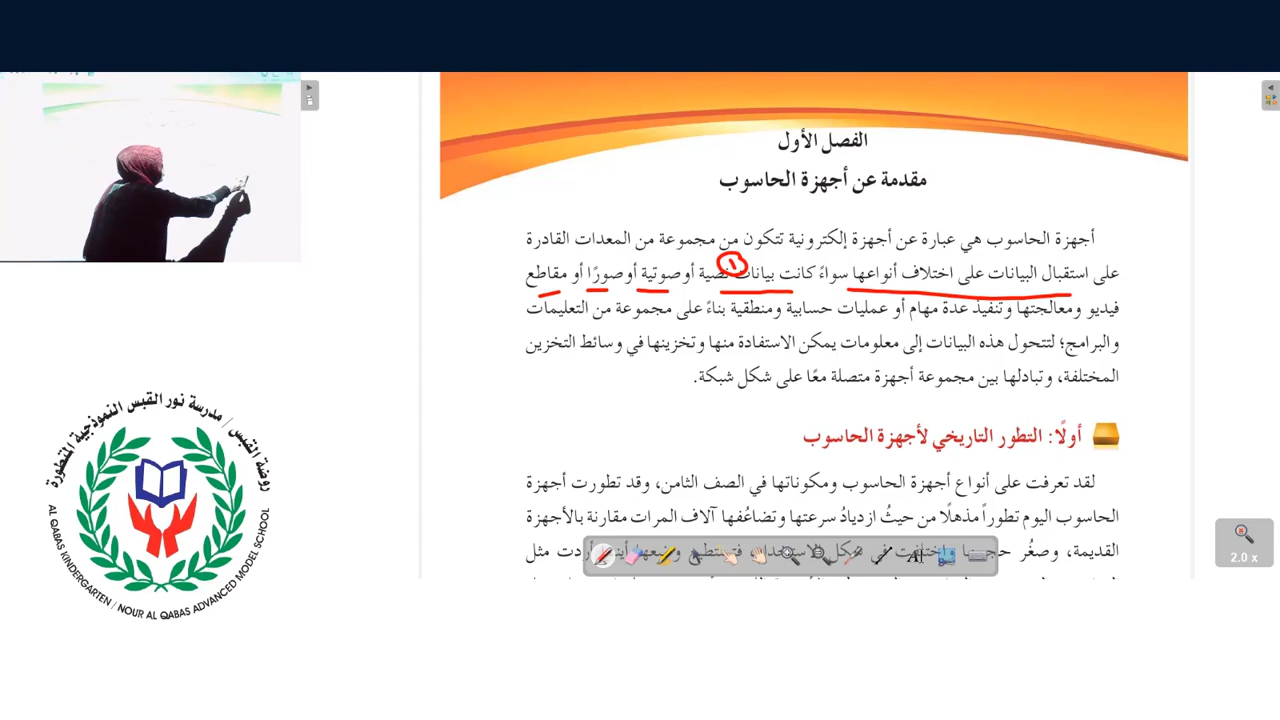 الفصل الأول
مقدمة عن أجهزة الحاسوب
أجهزة الحاسوب هي عبارة عن أجهزة إلكترونية تتكون من مجموعة من المعدات القادرة
على استقبال البيانات على اختلاف أنواعها سواءً كانت بيانات نصية أو صوتية أو صورًا أو مقاطع
١
فيديو ومعالجتها وتنفيذ عدة مهام أو عمليات حسابية ومنطقية بناءً على مجموعة من التعليمات
والبرامج؛ لتتحول هذه البيانات إلى معلومات يمكن الاستفادة منها وتخزينها في وسائط التخزين
المختلفة، وتبادلها بين مجموعة أجهزة متصلة معًا على شكل شبكة.
أولًا: التطور التاريخي لأجهزة الحاسوب
لقد تعرفت على أنواع أجهزة الحاسوب ومكوناتها في الصف الثامن، وقد تطورت أجهزة
الحاسوب اليوم تطوراً مذهلًا من حيثُ ازديادُ سرعتها وتضاعُفها آلاف المرات مقارنة بالأجهزة
القديمة، وصغُر مثل
AI
2.0 x
روضة القبس / مدرسة نور القبس النموذجية المتطورة
AL QABAS KINDERGARTEN / NOUR AL QABAS ADVANCED MODEL SCHOOL